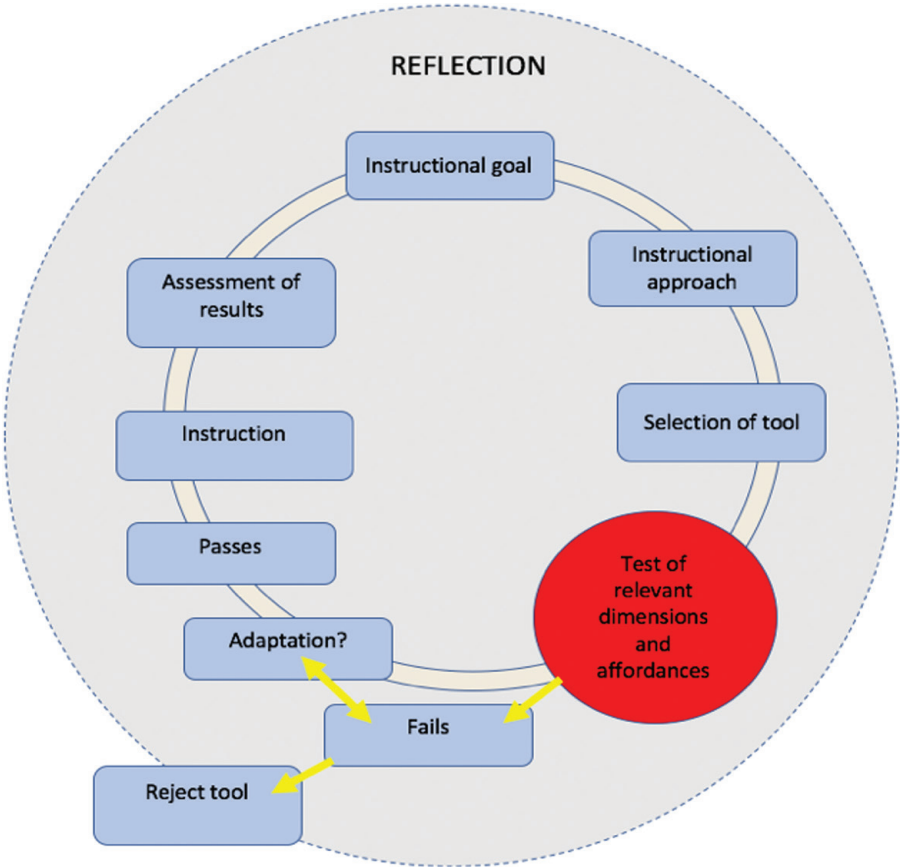 REFLECTION
Instructional goal
Instructional
approach
Selection of tool
Test of
relevant
dimensions
and
affordances
Fails
Reject tool
Adaptation?
Passes
Instruction
Assessment of
results